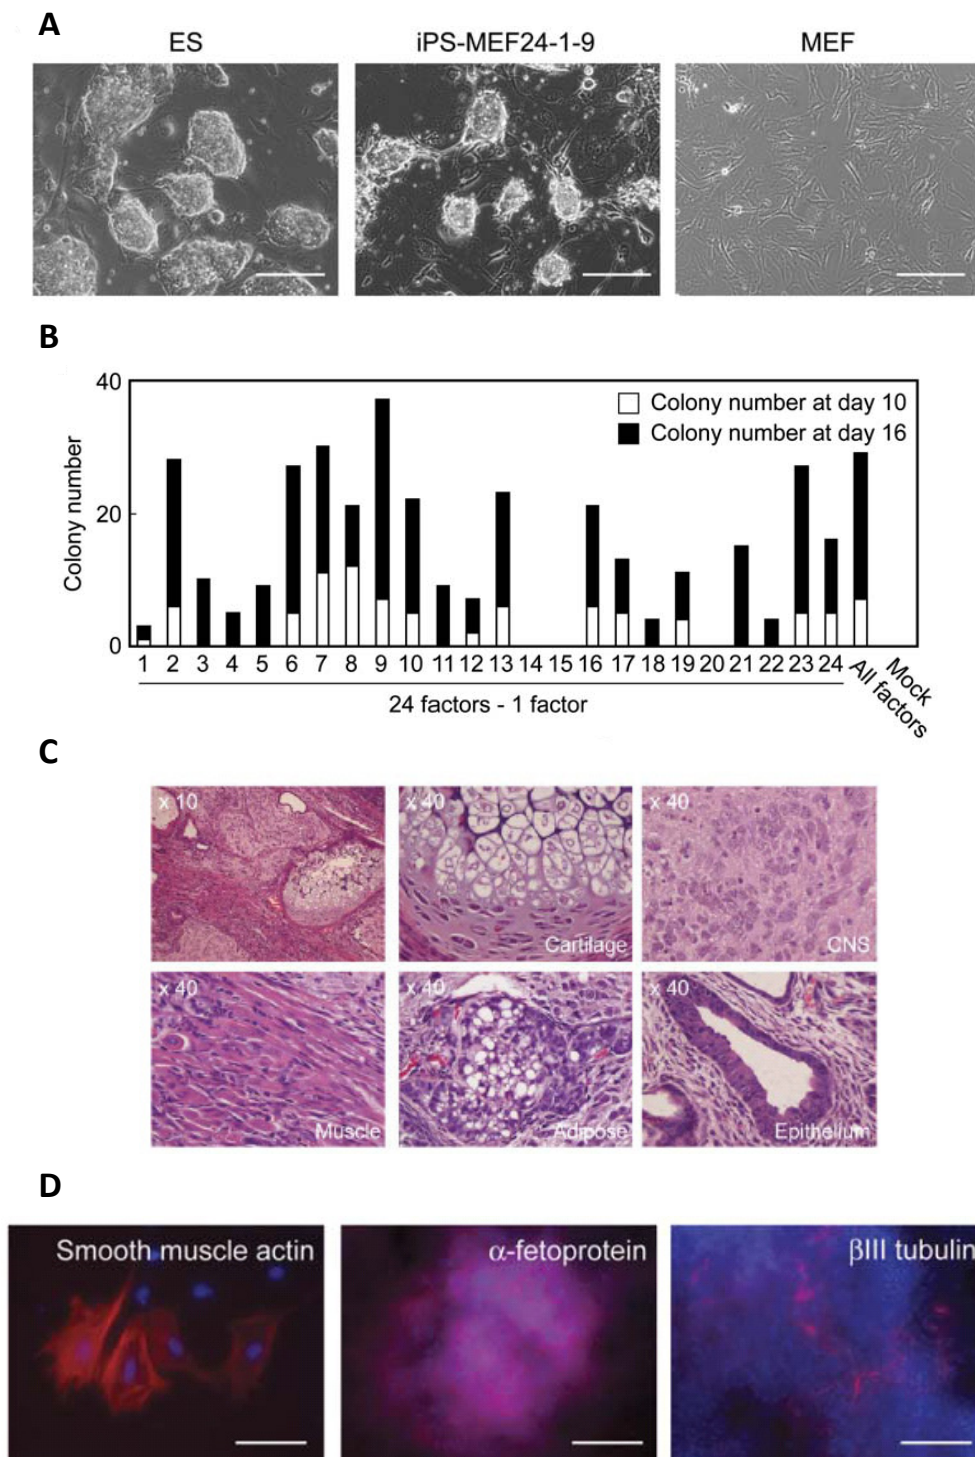 A
ES
iPS-MEF24-1-9
MEF
B
Colony number
40
20
0
Colony number at day 10
Colony number at day 16
1 2 3 4 5 6 7 8 9 10 11 12 13 14 15 16 17 18 19 20 21 22 23 24 All factors Mock
24 factors - 1 factor
C
x 10
x 40
Cartilage
x 40
CNS
x 40
Muscle
x 40
Adipose
x 40
Epithelium
D
Smooth muscle actin
α-fetoprotein
βIII tubulin